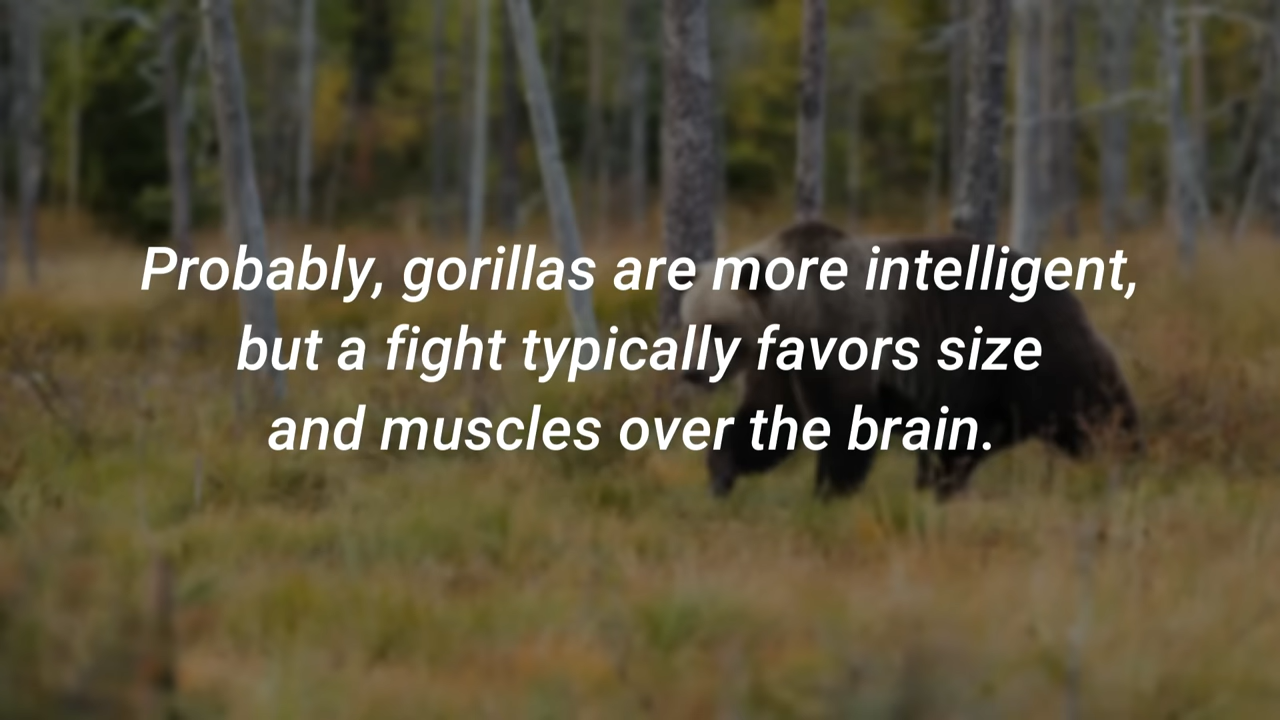 Probably, gorillas are more intelligent,
but a fight typically favors size
and muscles over the brain.